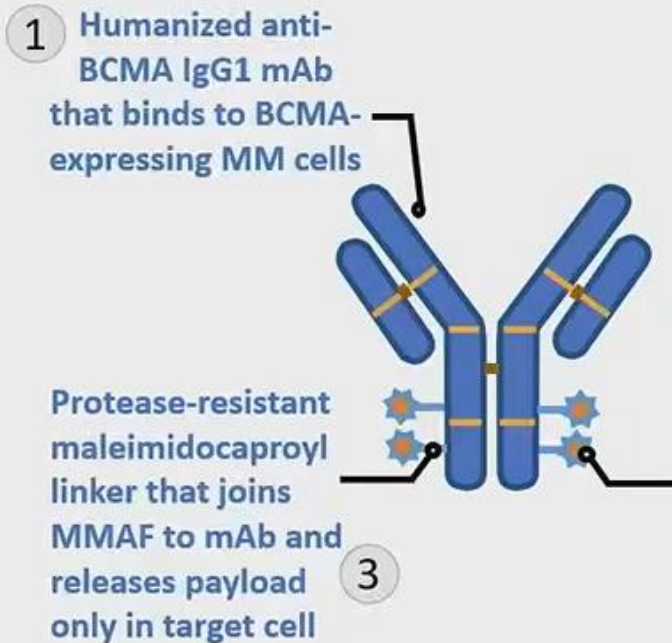 1
Humanized anti-
BCMA IgG1 mAb
that binds to BCMA-
expressing MM cells
Protease-resistant
maleimidocaproyl
linker that joins
MMAF to mAb and
releases payload
only in target cell
3